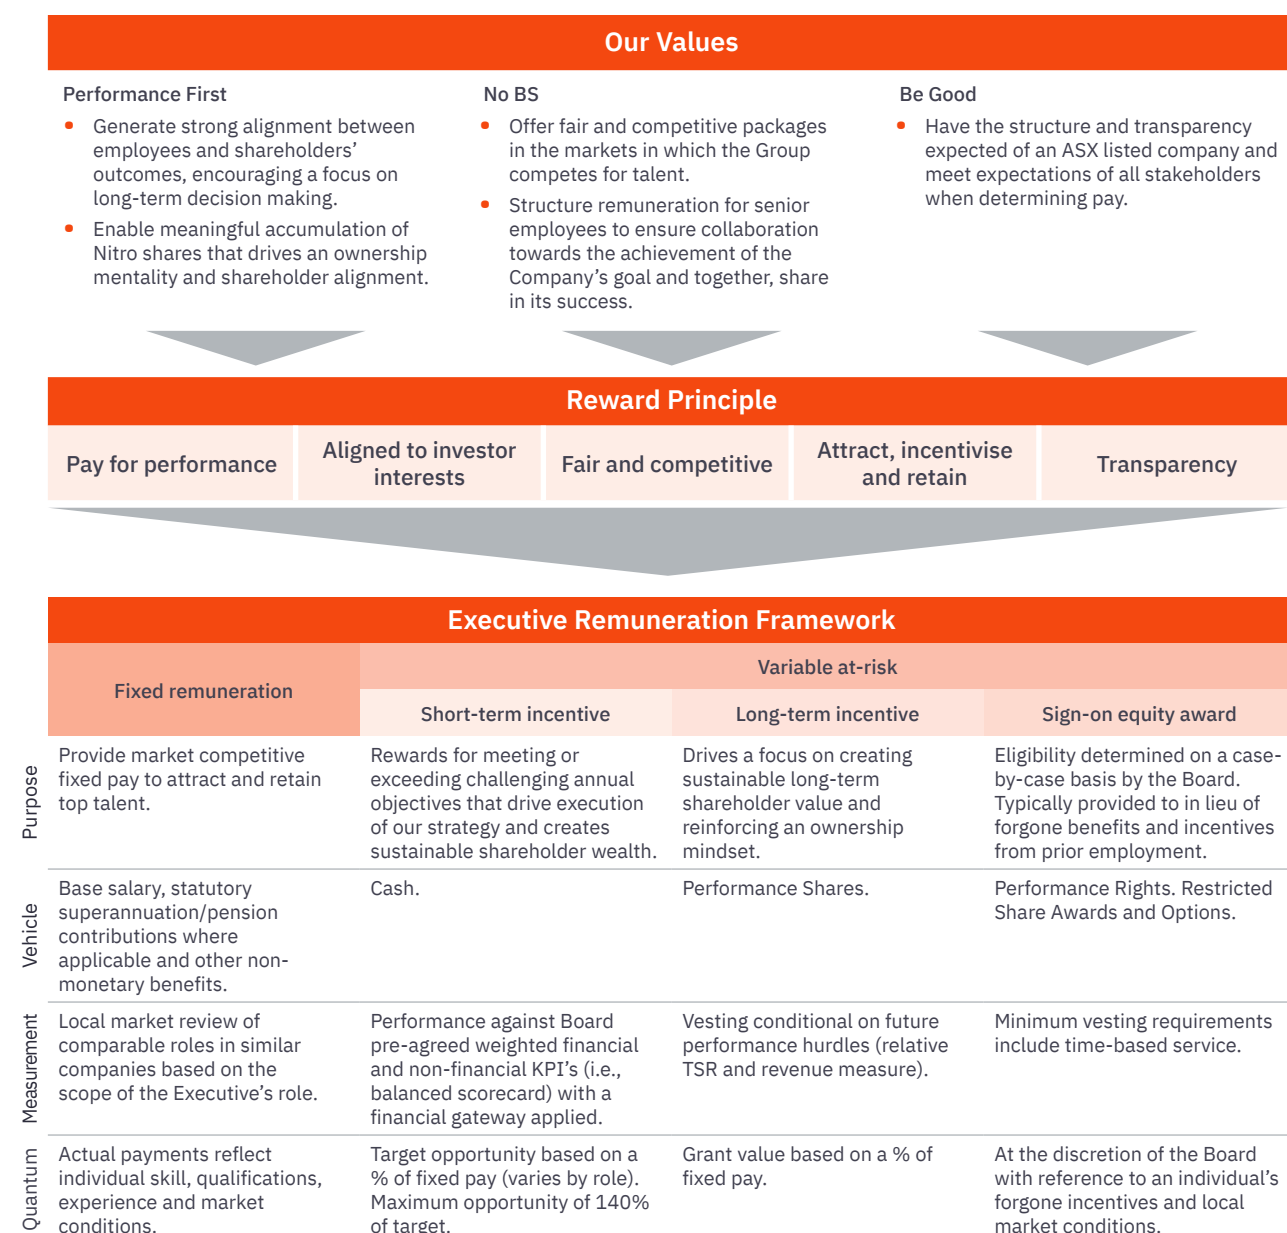 Our Values
Performance First
• Generate strong alignment between
employees and shareholders’
outcomes, encouraging a focus on
long-term decision making.
• Enable meaningful accumulation of
Nitro shares that drives an ownership
mentality and shareholder alignment.
No BS
• Offer fair and competitive packages
in the markets in which the Group
competes for talent.
• Structure remuneration for senior
employees to ensure collaboration
towards the achievement of the
Company’s goal and together, share
in its success.
Be Good
• Have the structure and transparency
expected of an ASX listed company and
meet expectations of all stakeholders
when determining pay.
Reward Principle
Pay for performance
Aligned to investor
interests
Fair and competitive
Attract, incentivise
and retain
Transparency
Executive Remuneration Framework
Fixed remuneration
Variable at-risk
Short-term incentive
Long-term incentive
Sign-on equity award
Purpose
Provide market competitive
fixed pay to attract and retain
top talent.
Rewards for meeting or
exceeding challenging annual
objectives that drive execution
of our strategy and creates
sustainable shareholder wealth.
Drives a focus on creating
sustainable long-term
shareholder value and
reinforcing an ownership
mindset.
Eligibility determined on a case-
by-case basis by the Board.
Typically provided to in lieu of
forgone benefits and incentives
from prior employment.
Vehicle
Base salary, statutory
superannuation/pension
contributions where
applicable and other non-
monetary benefits.
Cash.
Performance Shares.
Performance Rights. Restricted
Share Awards and Options.
Measurement
Local market review of
comparable roles in similar
companies based on the
scope of the Executive’s role.
Performance against Board
pre-agreed weighted financial
and non-financial KPI’s (i.e.,
balanced scorecard) with a
financial gateway applied.
Vesting conditional on future
performance hurdles (relative
TSR and revenue measure).
Minimum vesting requirements
include time-based service.
Quantum
Actual payments reflect
individual skill, qualifications,
experience and market
conditions.
Target opportunity based on a
% of fixed pay (varies by role).
Maximum opportunity of 140%
of target.
Grant value based on a % of
fixed pay.
At the discretion of the Board
with reference to an individual’s
forgone incentives and local
market conditions.